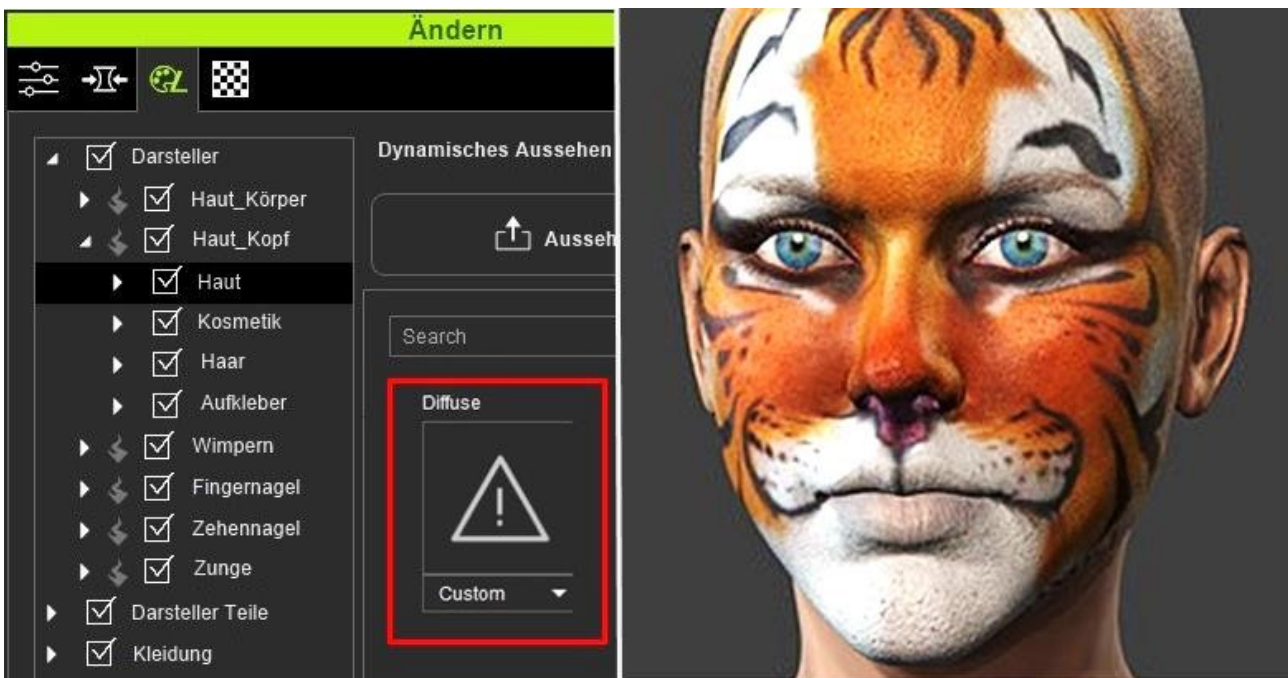 Ändern
Darsteller
Haut_Körper
Haut_Kopf
Haut
Kosmetik
Haar
Aufkleber
Wimpern
Fingernagel
Zehennagel
Zunge
Darsteller Teile
Kleidung
Dynamisches Aussehen
Ausseh
Search
Diffuse
Custom